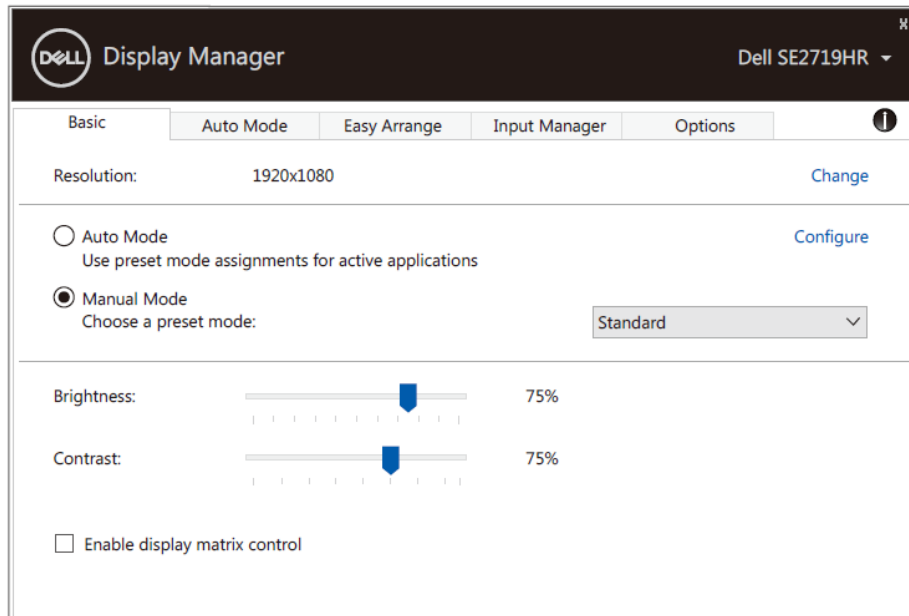 DELL Display Manager
Dell SE2719HR
x
Basic Auto Mode Easy Arrange Input Manager Options i
Resolution: 1920x1080 Change
Auto Mode Configure
Use preset mode assignments for active applications
Manual Mode
Choose a preset mode: Standard
Brightness: 75%
Contrast: 75%
Enable display matrix control